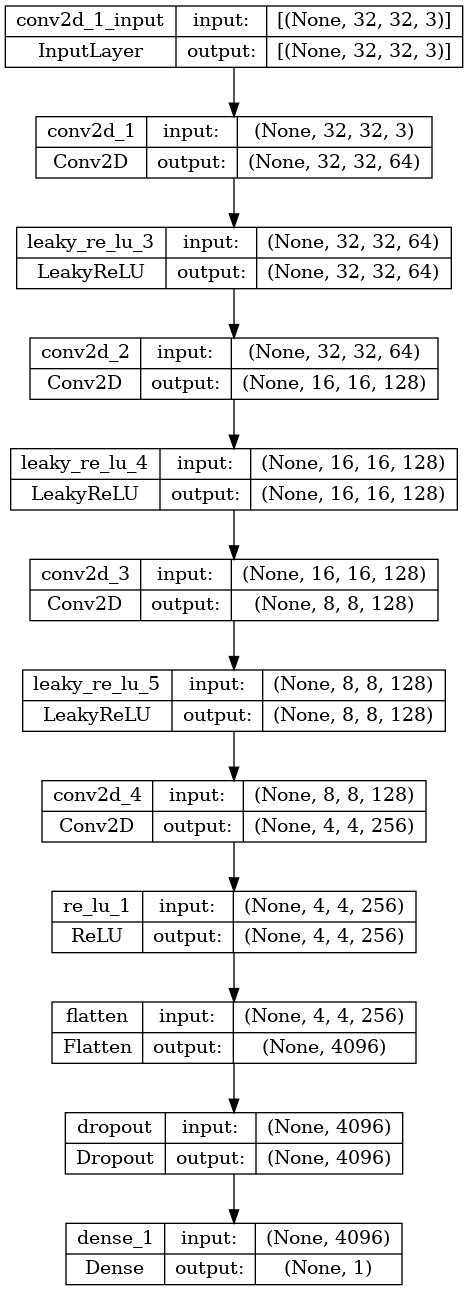 conv2d_1_input input: [(None, 32, 32, 3)]
InputLayer output: [(None, 32, 32, 3)]
conv2d_1 input: (None, 32, 32, 3)
Conv2D output: (None, 32, 32, 64)
leaky_re_lu_3 input: (None, 32, 32, 64)
LeakyReLU output: (None, 32, 32, 64)
conv2d_2 input: (None, 32, 32, 64)
Conv2D output: (None, 16, 16, 128)
leaky_re_lu_4 input: (None, 16, 16, 128)
LeakyReLU output: (None, 16, 16, 128)
conv2d_3 input: (None, 16, 16, 128)
Conv2D output: (None, 8, 8, 128)
leaky_re_lu_5 input: (None, 8, 8, 128)
LeakyReLU output: (None, 8, 8, 128)
conv2d_4 input: (None, 8, 8, 128)
Conv2D output: (None, 4, 4, 256)
re_lu_1 input: (None, 4, 4, 256)
ReLU output: (None, 4, 4, 256)
flatten input: (None, 4, 4, 256)
Flatten output: (None, 4096)
dropout input: (None, 4096)
Dropout output: (None, 4096)
dense_1 input: (None, 4096)
Dense output: (None, 1)